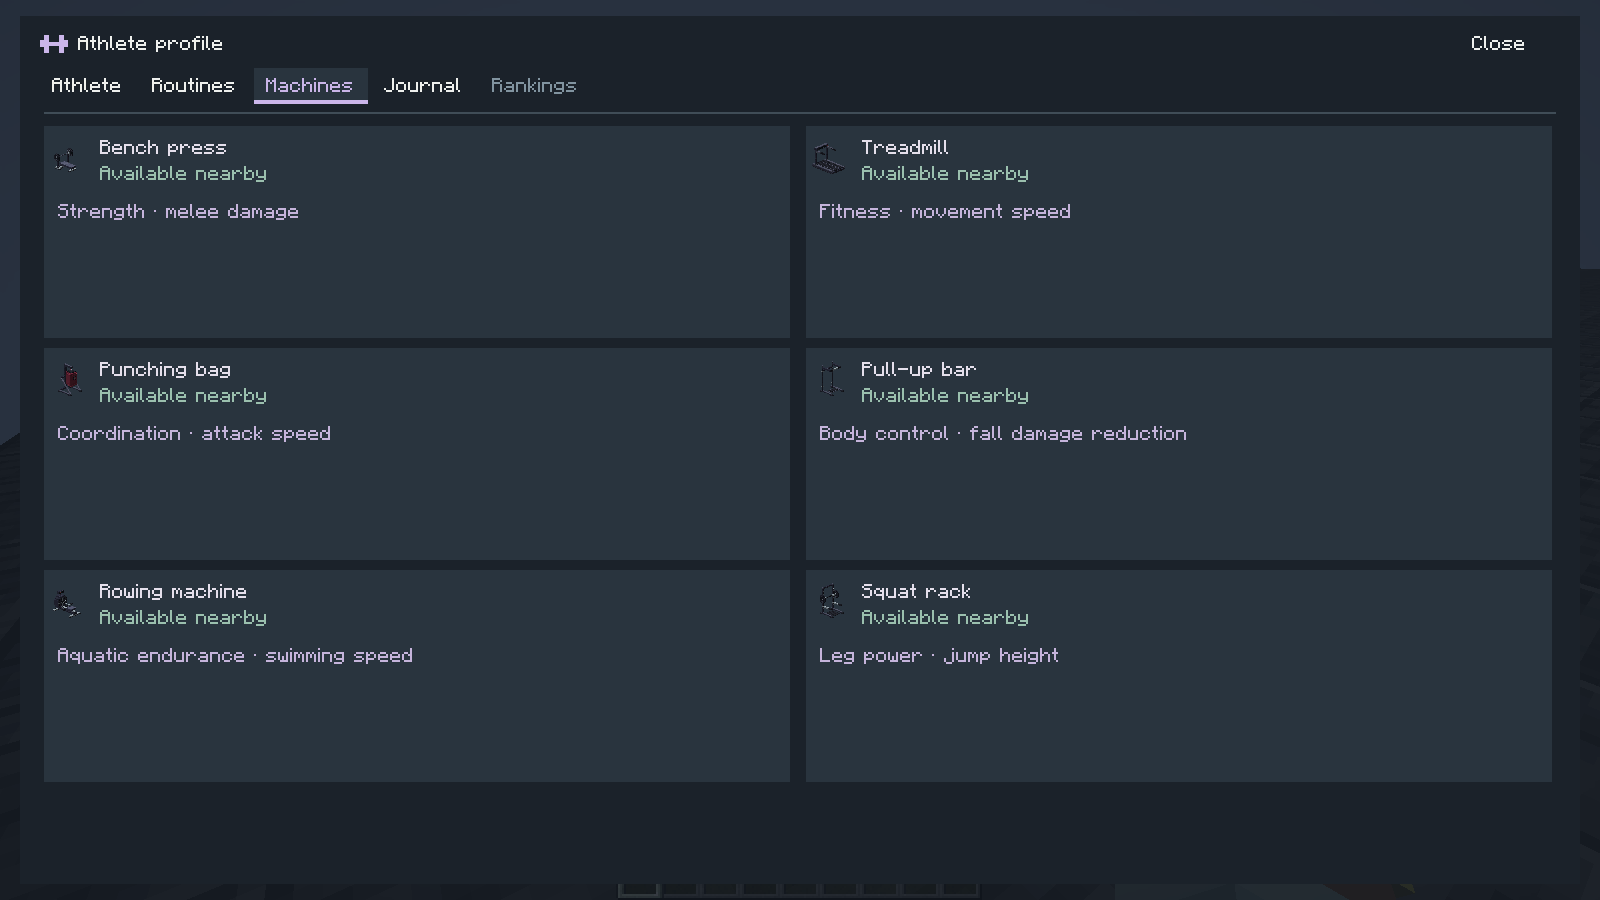 Athlete profile
Close
Athlete Routines Machines Journal Rankings
Bench press
Available nearby
Strength · melee damage
Treadmill
Available nearby
Fitness · movement speed
Punching bag
Available nearby
Coordination · attack speed
Pull-up bar
Available nearby
Body control · fall damage reduction
Rowing machine
Available nearby
Aquatic endurance · swimming speed
Squat rack
Available nearby
Leg power · jump height